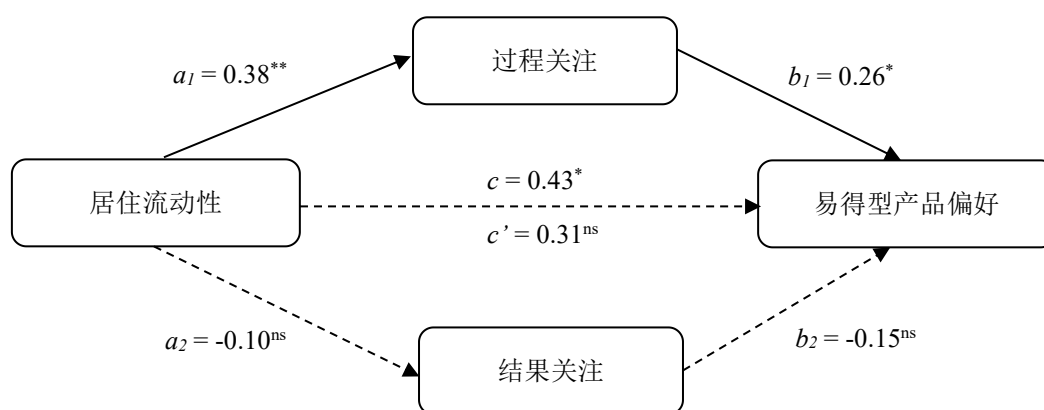 过程关注
a₁ = 0.38**
b₁ = 0.26*
居住流动性
c = 0.43*
c’ = 0.31ns
易得型产品偏好
a₂ = -0.10ns
b₂ = -0.15ns
结果关注